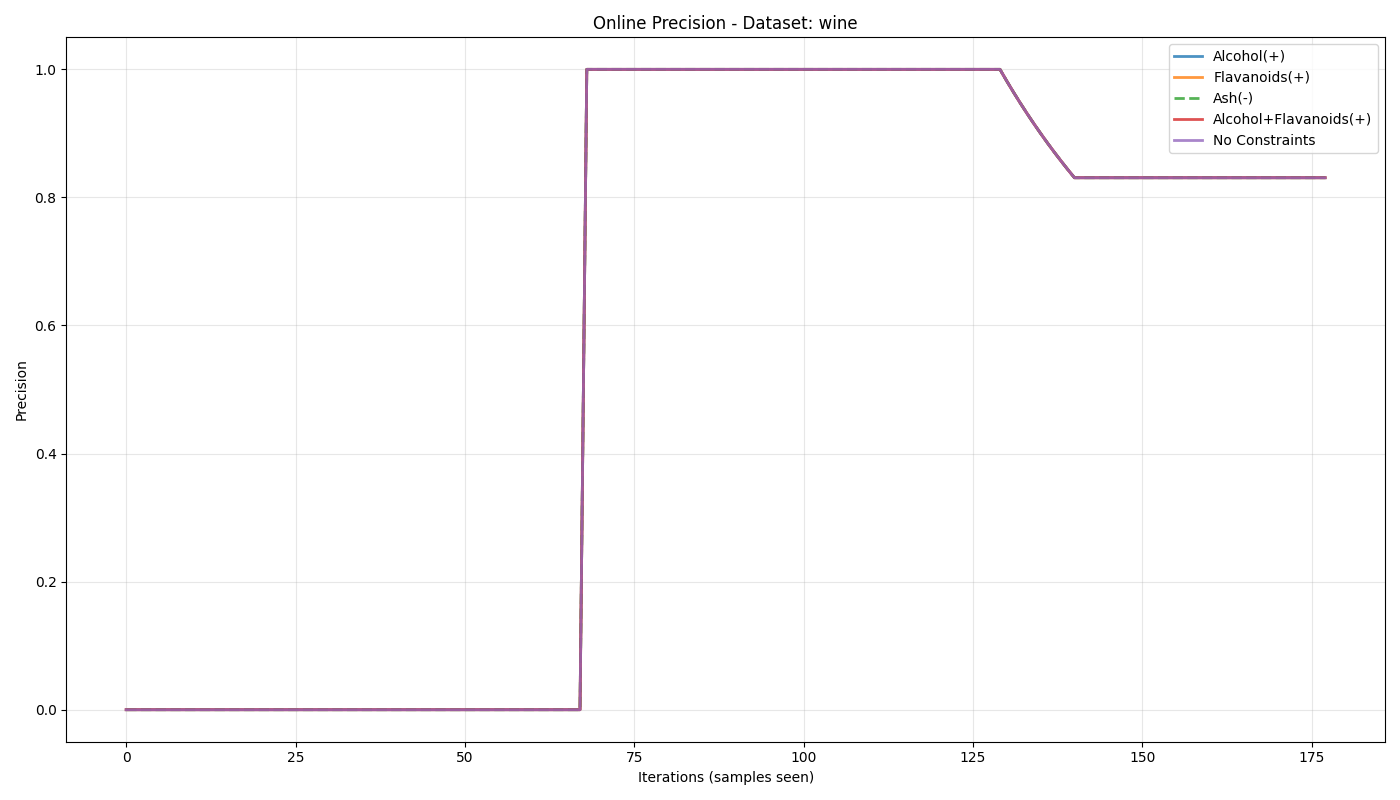 Online Precision - Dataset: wine
Alcohol(+)
Flavanoids(+)
Ash(-)
Alcohol+Flavanoids(+)
No Constraints
Precision
1.0
0.8
0.6
0.4
0.2
0.0
0 25 50 75 100 125 150 175
Iterations (samples seen)